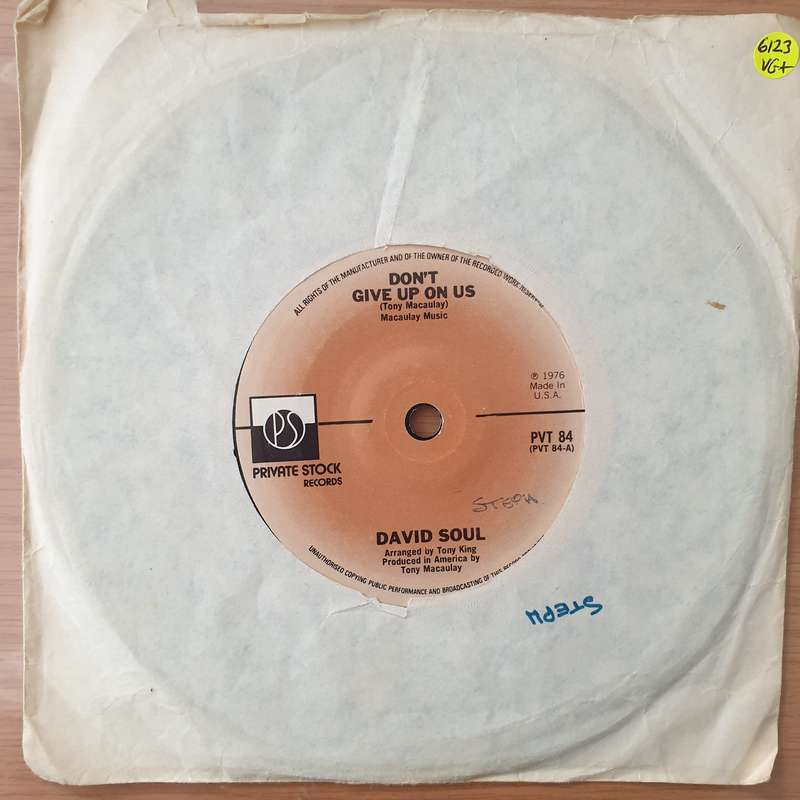 6123
VG+
ALL RIGHTS OF THE MANUFACTURER AND OF THE OWNER OF THE RECORDED WORK
DON'T
GIVE UP ON US
(Tony Macaulay)
Macaulay Music
℗ 1976
Made In
U.S.A.
PS
PVT 84
(PVT 84-A)
PRIVATE STOCK
RECORDS
STEPH
DAVID SOUL
Arranged by Tony King
Produced in America by
Tony Macaulay
UNAUTHORISED COPYING PUBLIC PERFORMANCE AND BROADCASTING OF THIS RECORD
STEPH